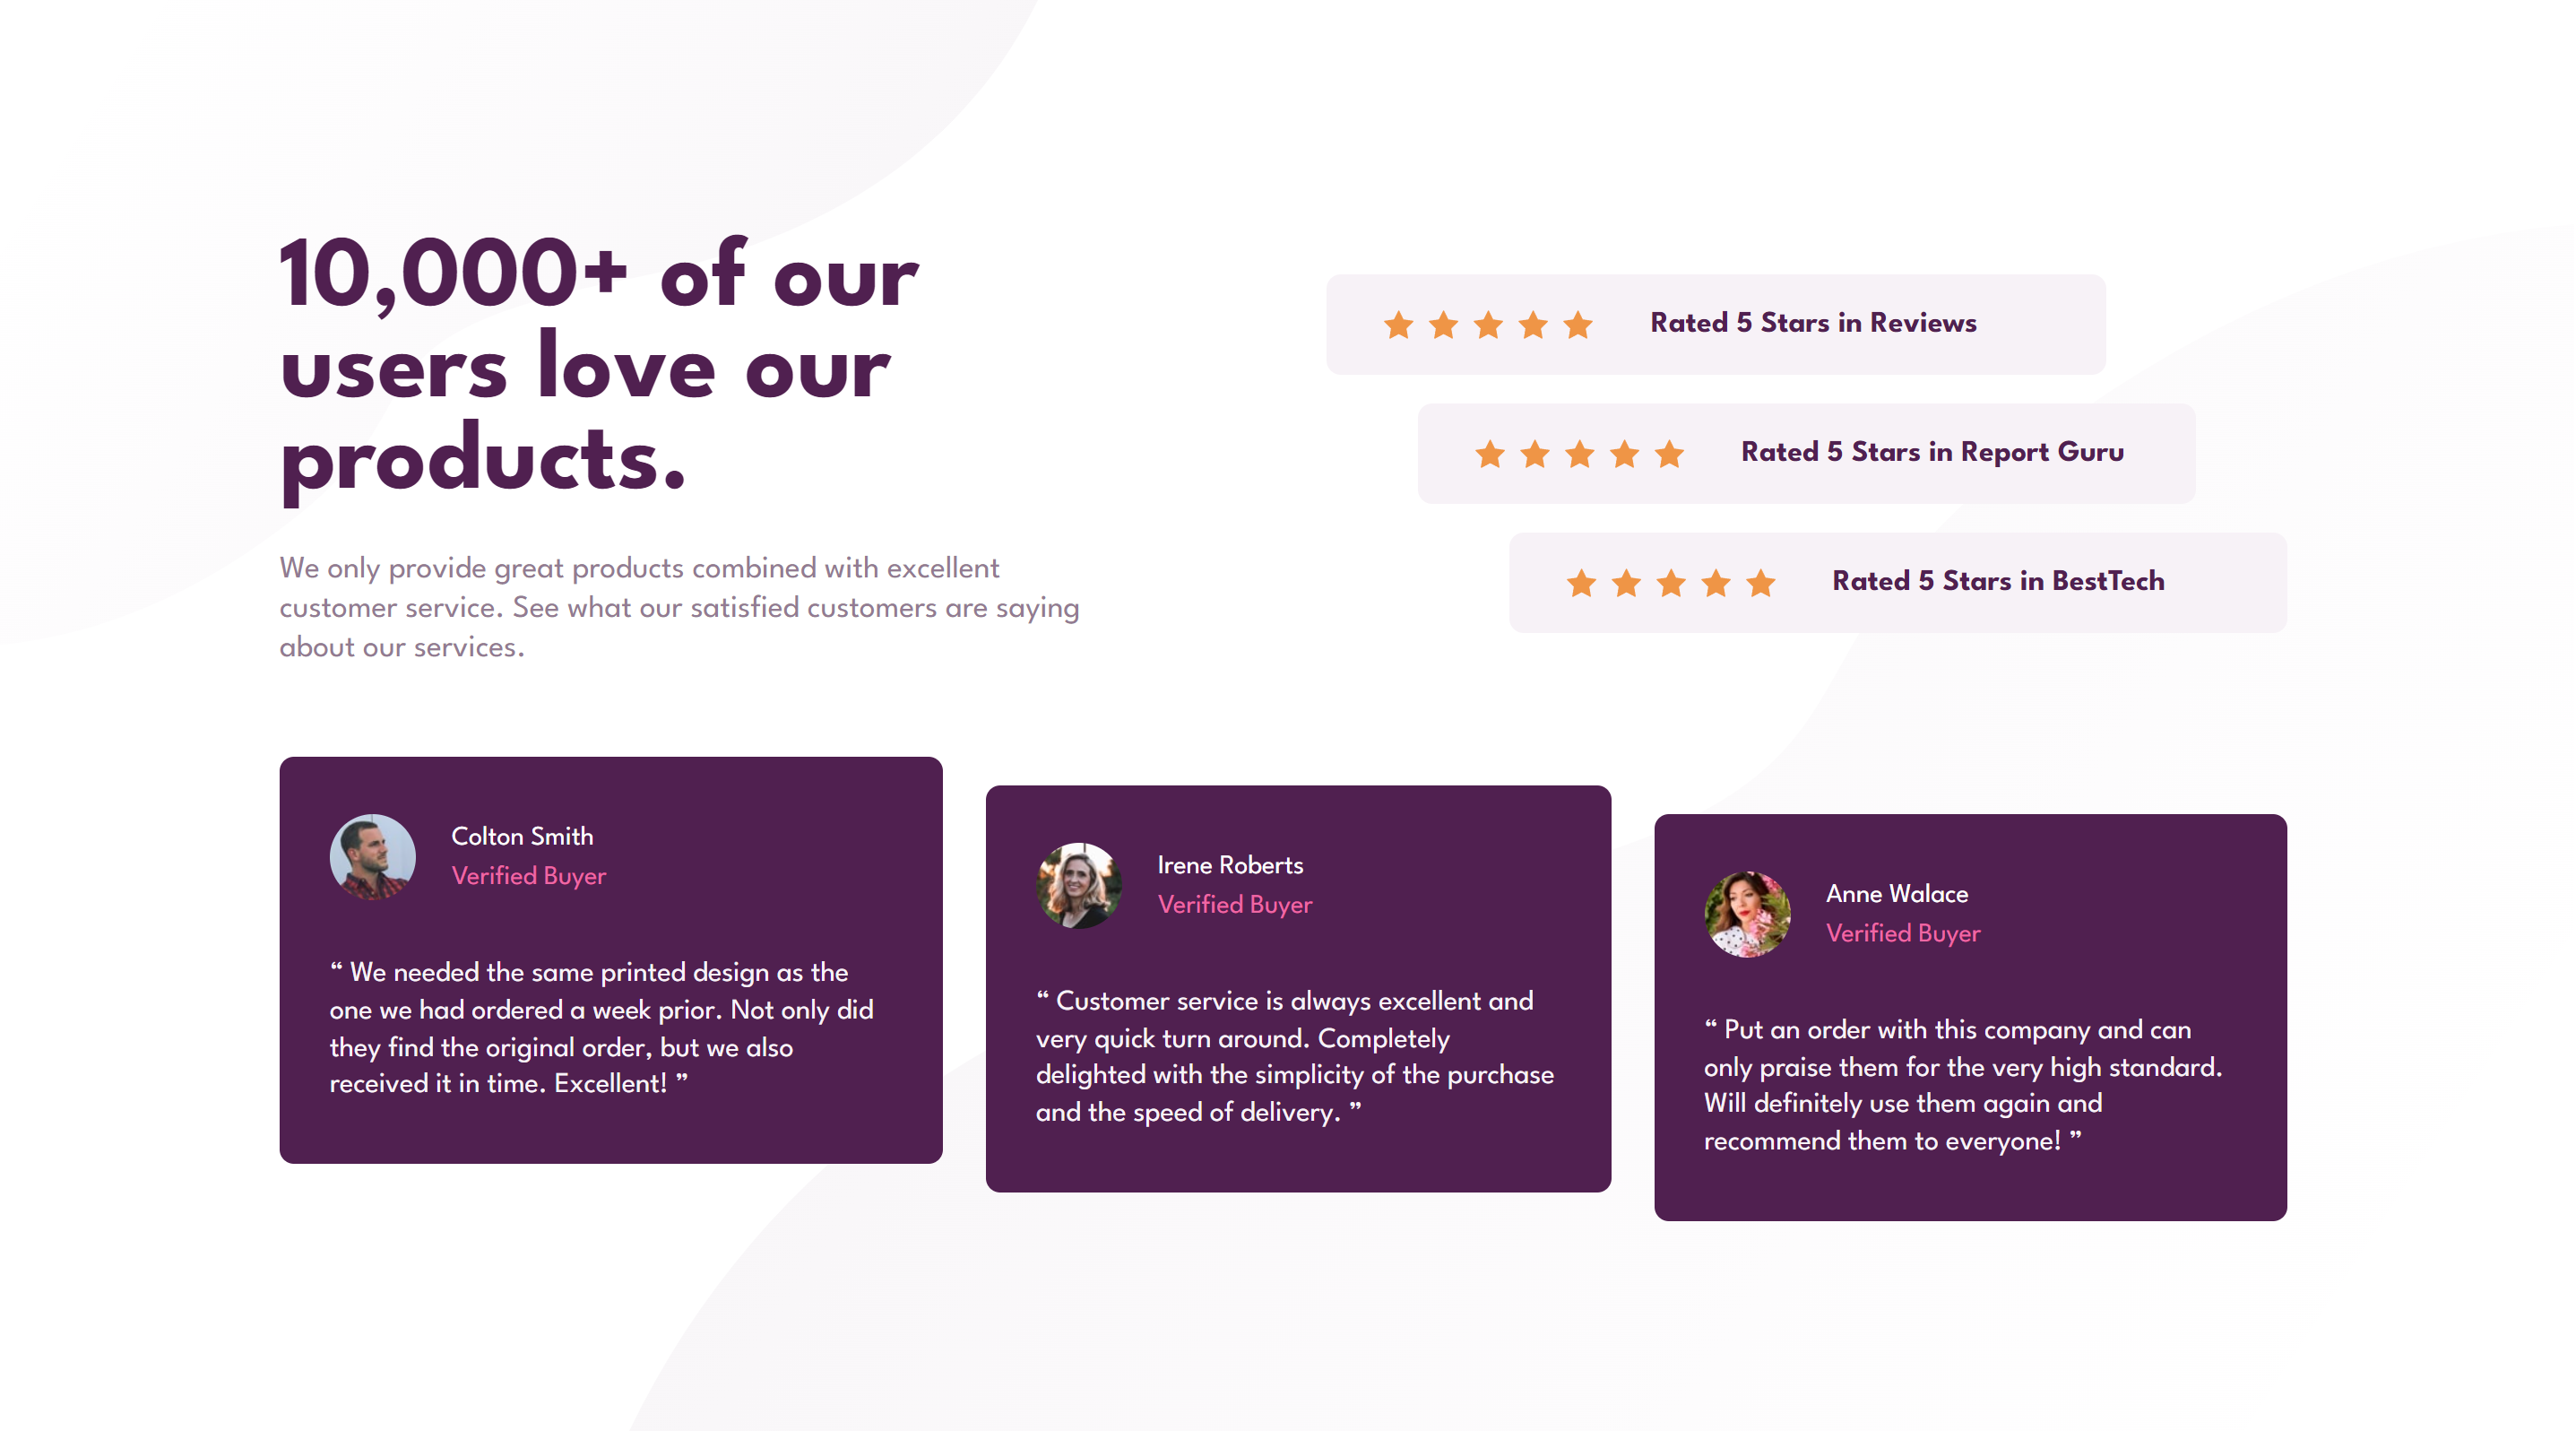 10,000+ of our
users love our
products.
We only provide great products combined with excellent
customer service. See what our satisfied customers are saying
about our services.
Rated 5 Stars in Reviews
Rated 5 Stars in Report Guru
Rated 5 Stars in BestTech
Colton Smith
Verified Buyer
“ We needed the same printed design as the
one we had ordered a week prior. Not only did
they find the original order, but we also
received it in time. Excellent! ”
Irene Roberts
Verified Buyer
“ Customer service is always excellent and
very quick turn around. Completely
delighted with the simplicity of the purchase
and the speed of delivery. ”
Anne Walace
Verified Buyer
“ Put an order with this company and can
only praise them for the very high standard.
Will definitely use them again and
recommend them to everyone! ”